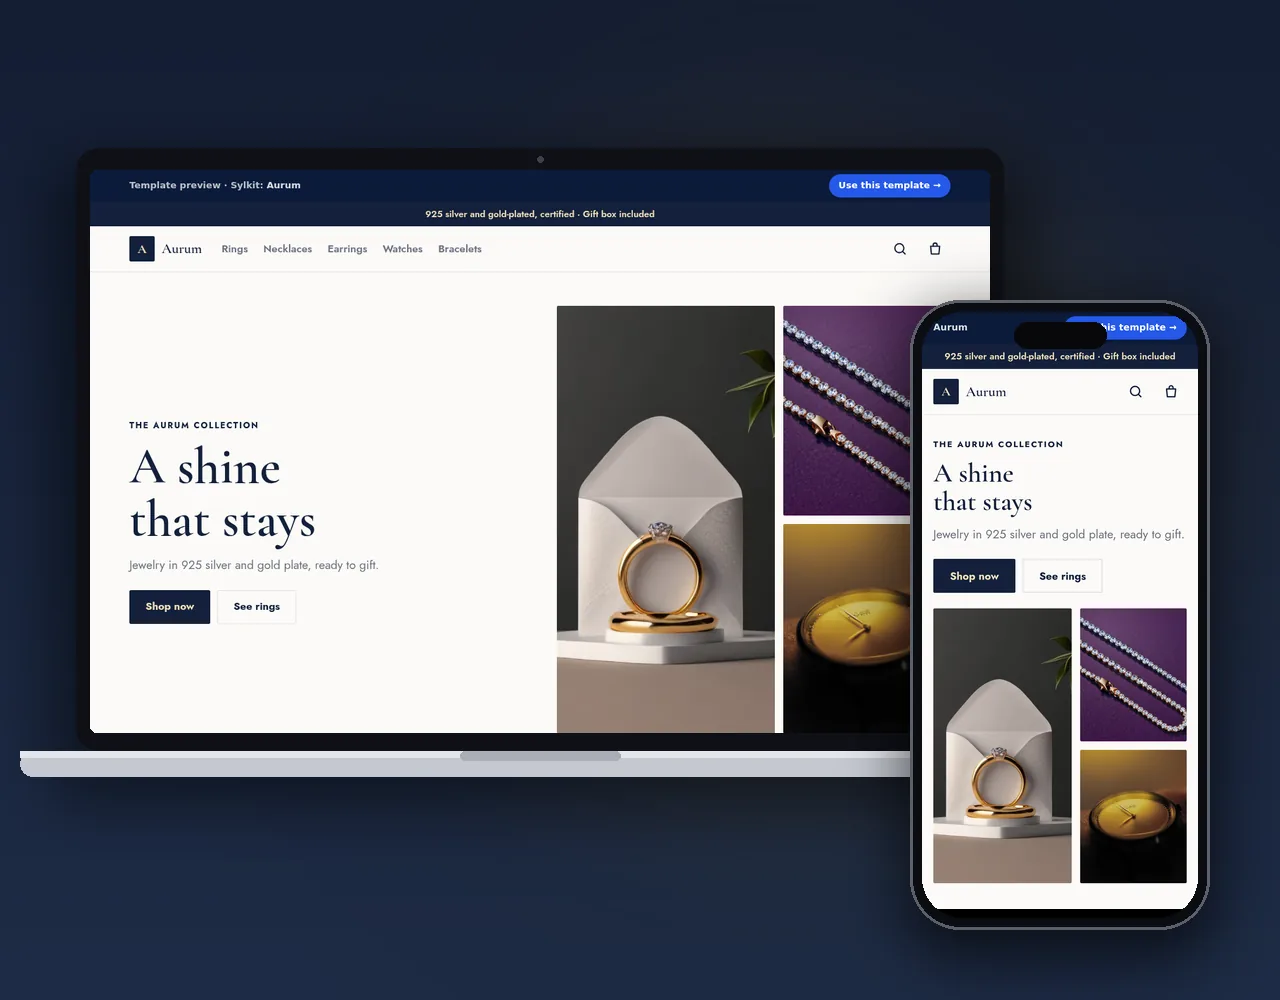 Template preview · Sylkit: Aurum
Use this template →
925 silver and gold-plated, certified · Gift box included
A Aurum Rings Necklaces Earrings Watches Bracelets
THE AURUM COLLECTION
A shine
that stays
Jewelry in 925 silver and gold plate, ready to gift.
Shop now See rings
Aurum
this template →
925 silver and gold-plated, certified · Gift box included
A Aurum
THE AURUM COLLECTION
A shine
that stays
Jewelry in 925 silver and gold plate, ready to gift.
Shop now See rings